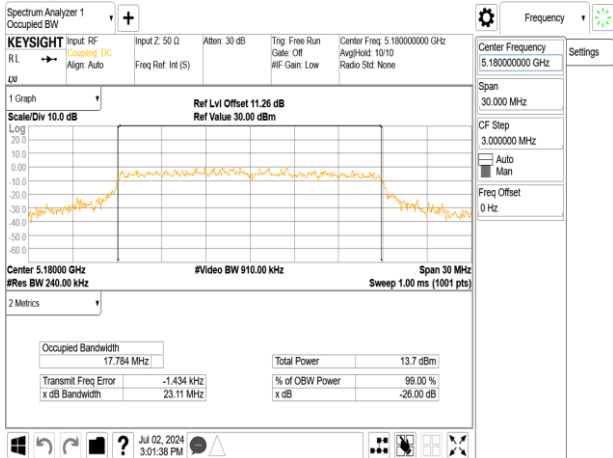 Spectrum Analyzer 1
Occupied BW
+
Frequency
KEYSIGHT
R L
Input: RF
Coupling: DC
Align: Auto
Input Z: 50 Ω
Freq Ref: Int (S)
Atten: 30 dB
Trig: Free Run
Gate: Off
#IF Gain: Low
Center Freq: 5.180000000 GHz
Avg|Hold: 10/10
Radio Std: None
Center Frequency
5.180000000 GHz
Settings
Span
30.000 MHz
CF Step
3.000000 MHz
Auto
Man
Freq Offset
0 Hz
1 Graph
Scale/Div 10.0 dB
Ref Lvl Offset 11.26 dB
Ref Value 30.00 dBm
Log
20.0
10.0
0.00
-10.0
-20.0
-30.0
-40.0
-50.0
-60.0
Center 5.18000 GHz
#Res BW 240.00 kHz
#Video BW 910.00 kHz
Span 30 MHz
Sweep 1.00 ms (1001 pts)
2 Metrics
Occupied Bandwidth
17.784 MHz
Total Power 13.7 dBm
Transmit Freq Error -1.434 kHz
% of OBW Power 99.00 %
x dB Bandwidth 23.11 MHz
x dB -26.00 dB
?
Jul 02, 2024
3:01:38 PM